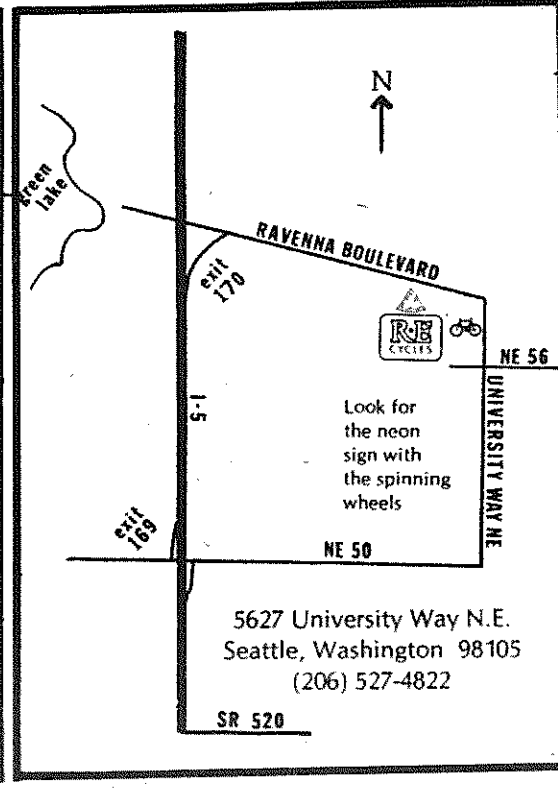 N
green
lake
RAVENNA BOULEVARD
exit
170
R&E
CYCLES
NE 56
I-5
UNIVERSITY WAY NE
Look for
the neon
sign with
the spinning
wheels
exit
169
NE 50
5627 University Way N.E.
Seattle, Washington 98105
(206) 527-4822
SR 520